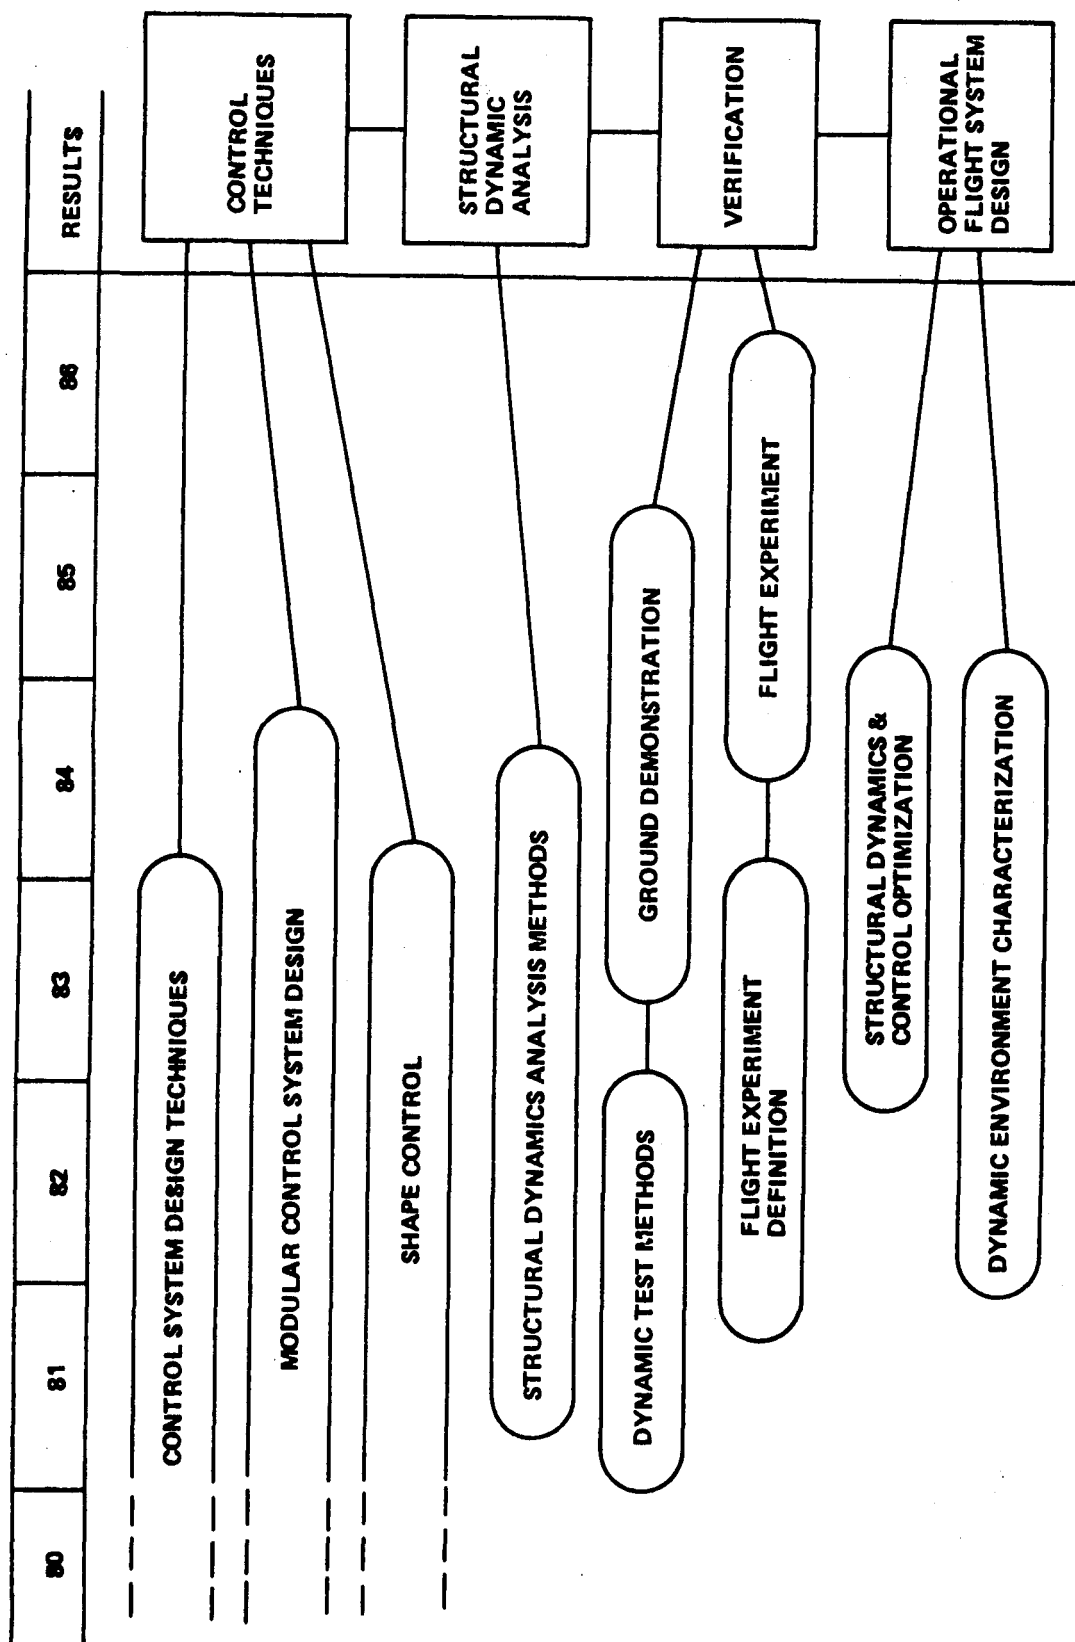 80
81
82
83
84
85
86
RESULTS
CONTROL SYSTEM DESIGN TECHNIQUES
MODULAR CONTROL SYSTEM DESIGN
SHAPE CONTROL
CONTROL
TECHNIQUES
STRUCTURAL DYNAMICS ANALYSIS METHODS
STRUCTURAL
DYNAMIC
ANALYSIS
DYNAMIC TEST METHODS
GROUND DEMONSTRATION
FLIGHT EXPERIMENT
DEFINITION
FLIGHT EXPERIMENT
VERIFICATION
STRUCTURAL DYNAMICS &
CONTROL OPTIMIZATION
DYNAMIC ENVIRONMENT CHARACTERIZATION
OPERATIONAL
FLIGHT SYSTEM
DESIGN